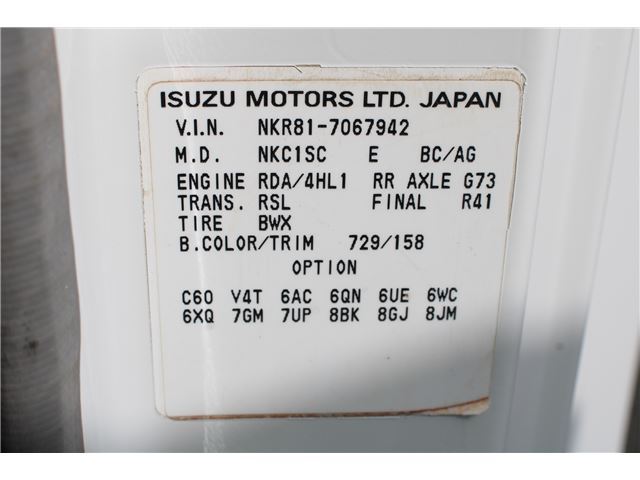 ISUZU MOTORS LTD. JAPAN
V.I.N. NKR81-7067942
M.D. NKC1SC E BC/AG
ENGINE RDA/4HL1 RR AXLE G73
TRANS. RSL FINAL R41
TIRE BWX
B.COLOR/TRIM 729/158
OPTION
C60 V4T 6AC 6QN 6UE 6WC
6XQ 7GM 7UP 8BK 8GJ 8JM